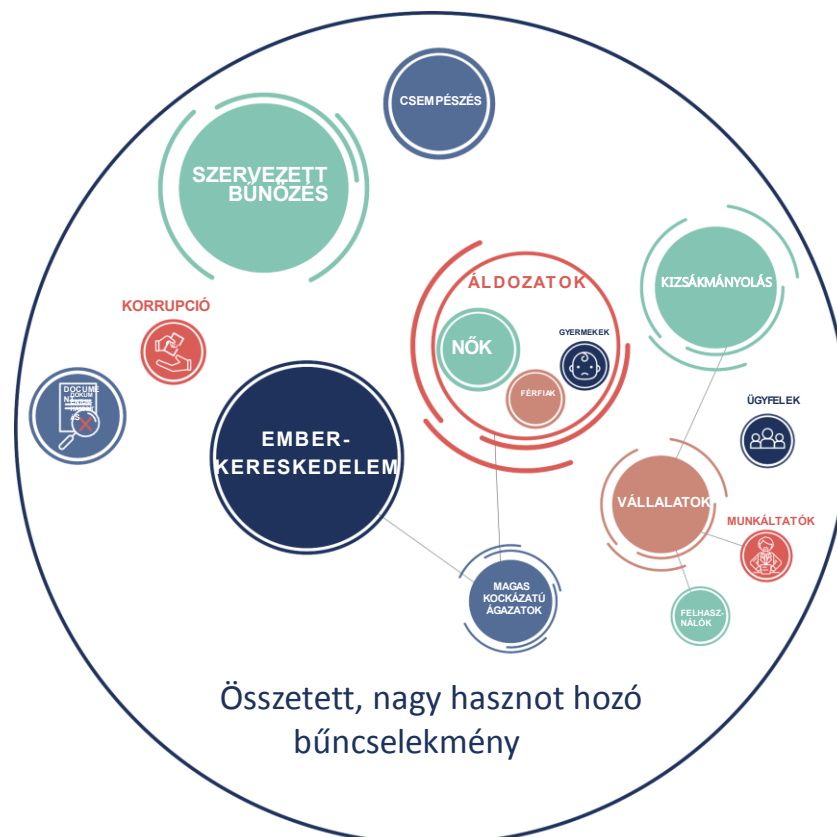 CSEMPÉSZÉS
SZERVEZETT
BŰNÖZÉS
KIZSÁKMÁNYOLÁS
ÁLDOZATOK
KORRUPCIÓ
GYERMEKEK
NŐK
FÉRFIAK
DOCUME
ÜGYFELEK
EMBER-
KERESKEDELEM
VÁLLALATOK
MUNKÁLTATÓK
MAGAS
KOCKÁZATÚ
ÁGAZATOK
FELHASZ-
NÁLÓK
Összetett, nagy hasznot hozó
bűncselekmény